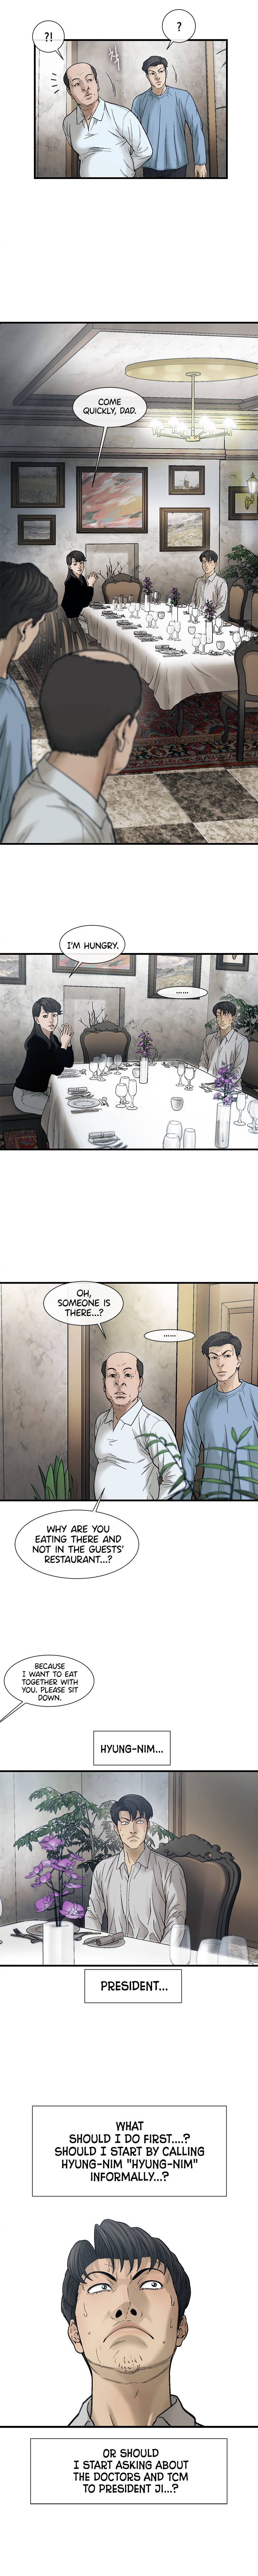 ?!
?
COME
QUICKLY, DAD.
I'M HUNGRY.
......
OH,
SOMEONE IS
THERE...?
......
WHY ARE YOU
EATING THERE AND
NOT IN THE GUESTS'
RESTAURANT...?
BECAUSE
I WANT TO EAT
TOGETHER WITH
YOU. PLEASE SIT
DOWN.
HYUNG-NIM...
PRESIDENT...
WHAT
SHOULD I DO FIRST....?
SHOULD I START BY CALLING
HYUNG-NIM "HYUNG-NIM"
INFORMALLY...?
OR SHOULD
I START ASKING ABOUT
THE DOCTORS AND TCM
TO PRESIDENT JI...?